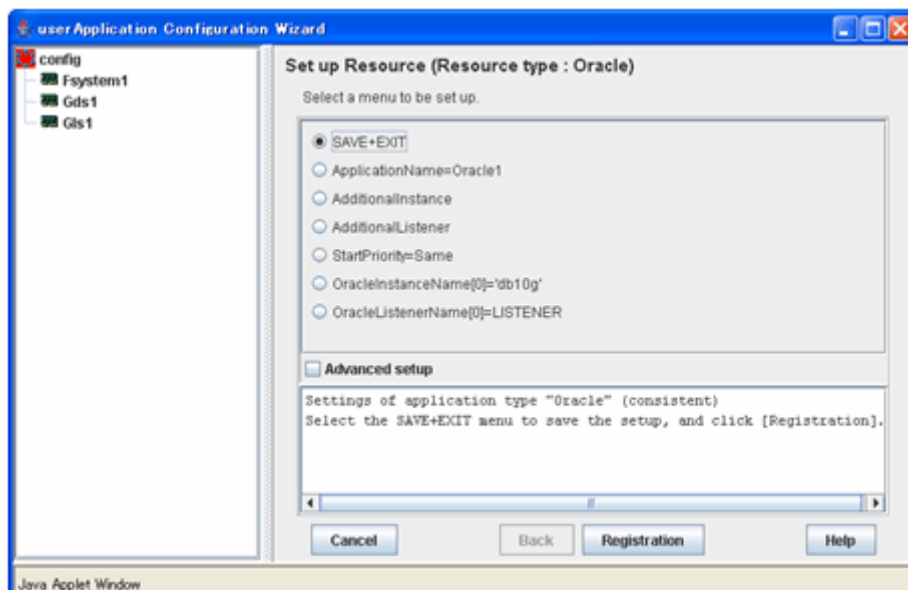 userApplication Configuration Wizard
config
Fsystem1
Gds1
Gls1
Set up Resource (Resource type : Oracle)
Select a menu to be set up.
SAVE+EXIT
ApplicationName=Oracle1
AdditionalInstance
AdditionalListener
StartPriority=Same
OracleInstanceName[0]='db10g'
OracleListenerName[0]=LISTENER
Advanced setup
Settings of application type "Oracle" (consistent)
Select the SAVE+EXIT menu to save the setup, and click [Registration].
Cancel Back Registration Help
Java Applet Window